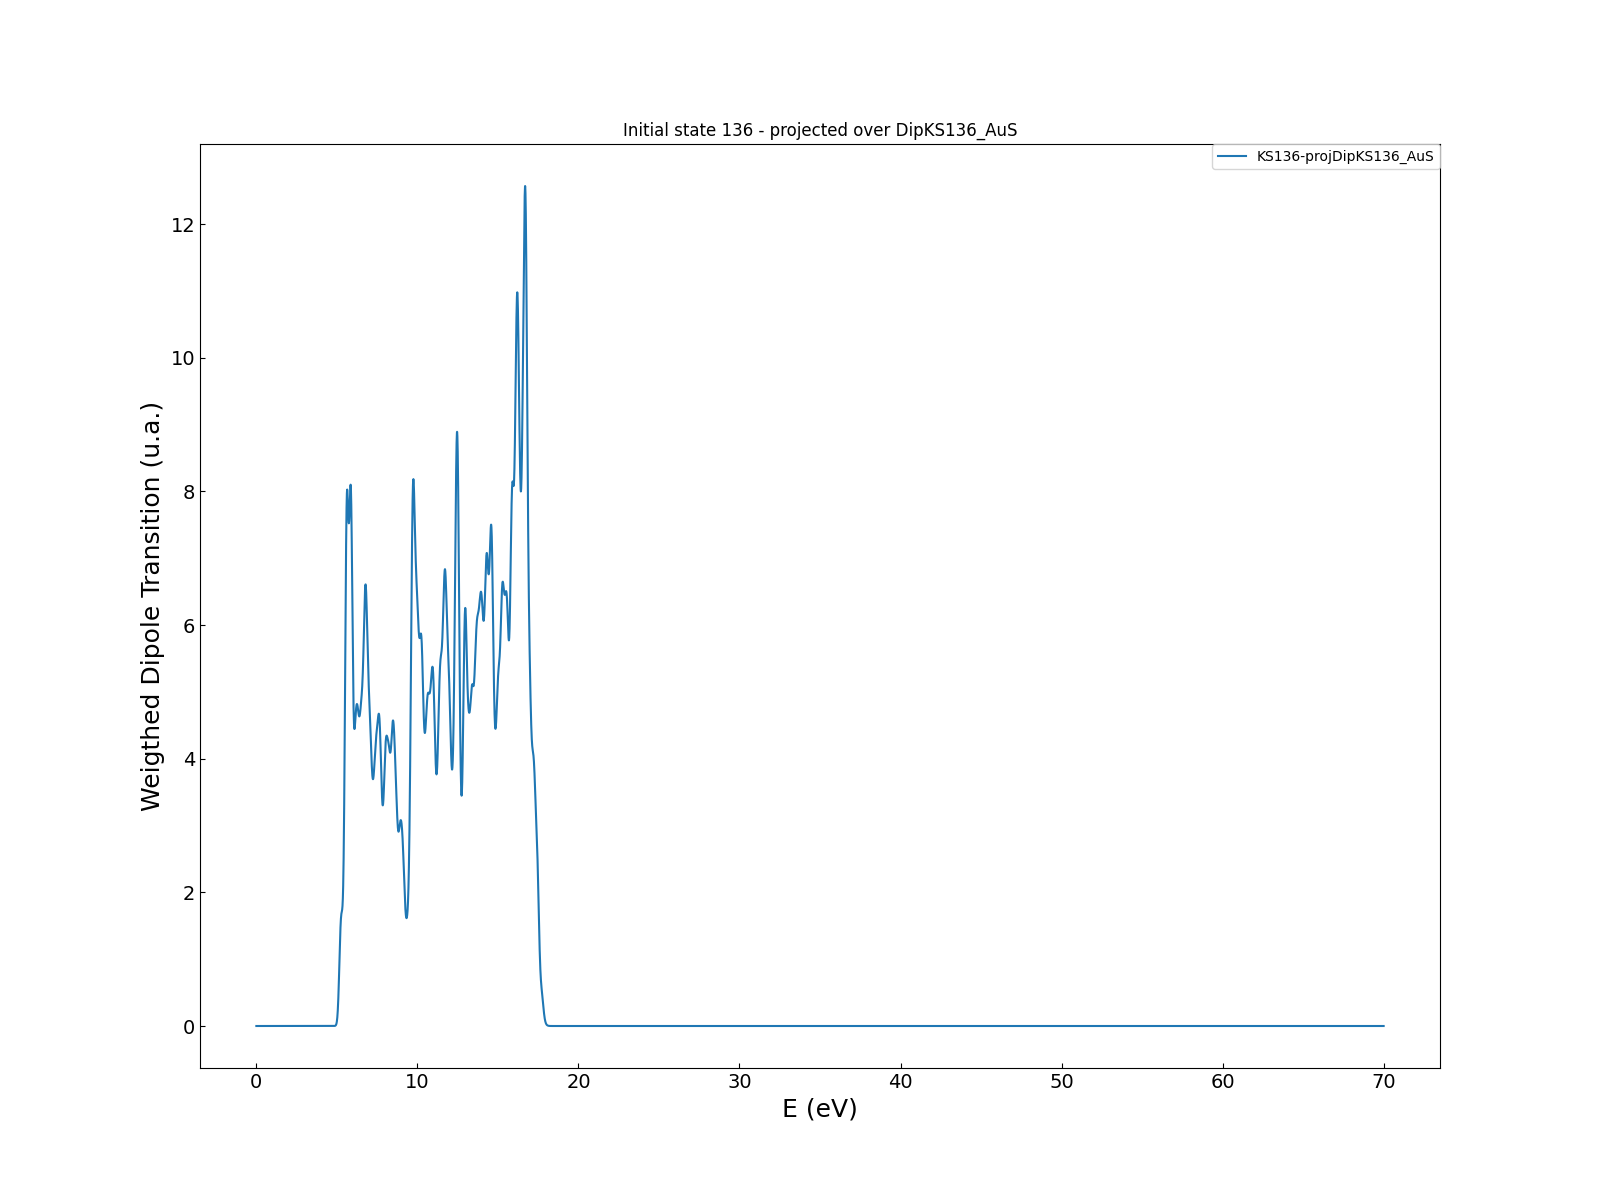 Initial state 136 - projected over DipKS136_AuS
KS136-projDipKS136_AuS
Weigthed Dipole Transition (u.a.)
12
10
8
6
4
2
0
0 10 20 30 40 50 60 70
E (eV)